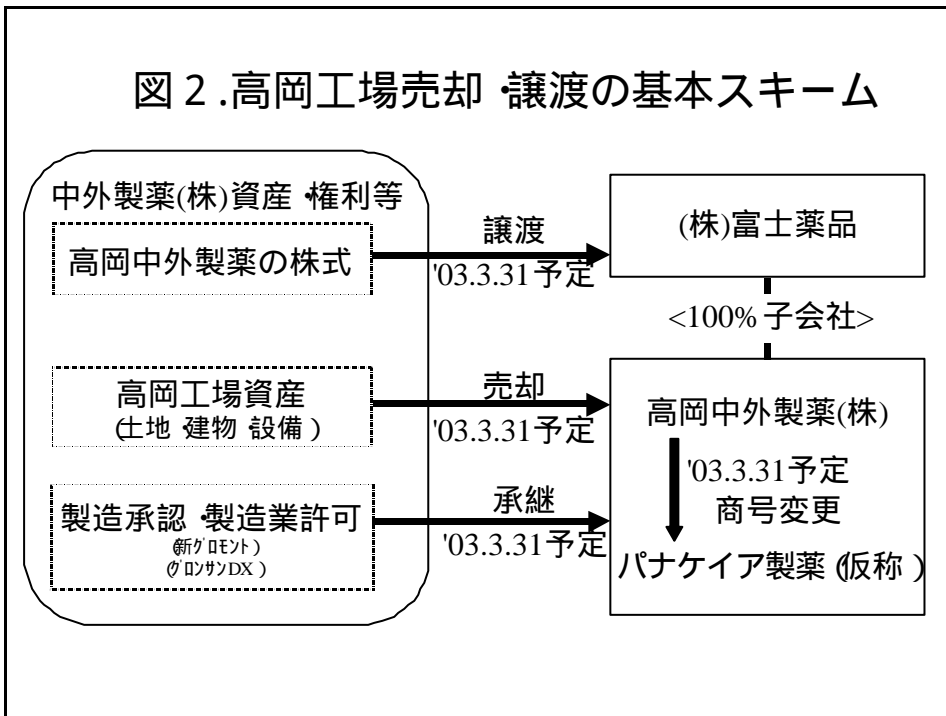 図2.高岡工場売却・譲渡の基本スキーム
中外製薬(株)資産・権利等
高岡中外製薬の株式
譲渡
'03.3.31予定
(株)富士薬品
<100%子会社>
高岡工場資産
(土地・建物・設備)
売却
'03.3.31予定
高岡中外製薬(株)
'03.3.31予定
商号変更
パナケイア製薬(仮称)
製造承認・製造業許可
(新グロモント)
(グロンサンDX)
承継
'03.3.31予定